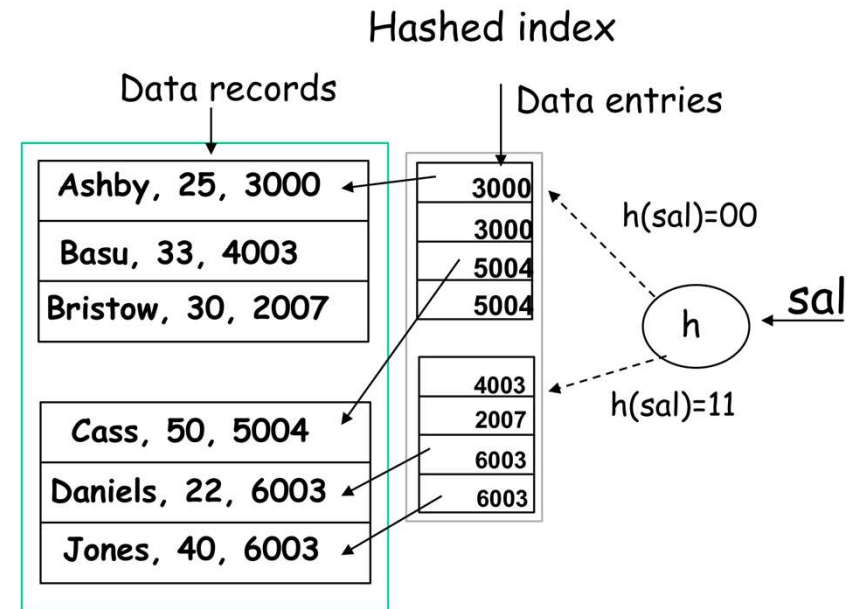 Hashed index
Data records
Data entries
Ashby, 25, 3000
Basu, 33, 4003
Bristow, 30, 2007
Cass, 50, 5004
Daniels, 22, 6003
Jones, 40, 6003
3000
3000
5004
5004
4003
2007
6003
6003
h(sal)=00
h
sal
h(sal)=11